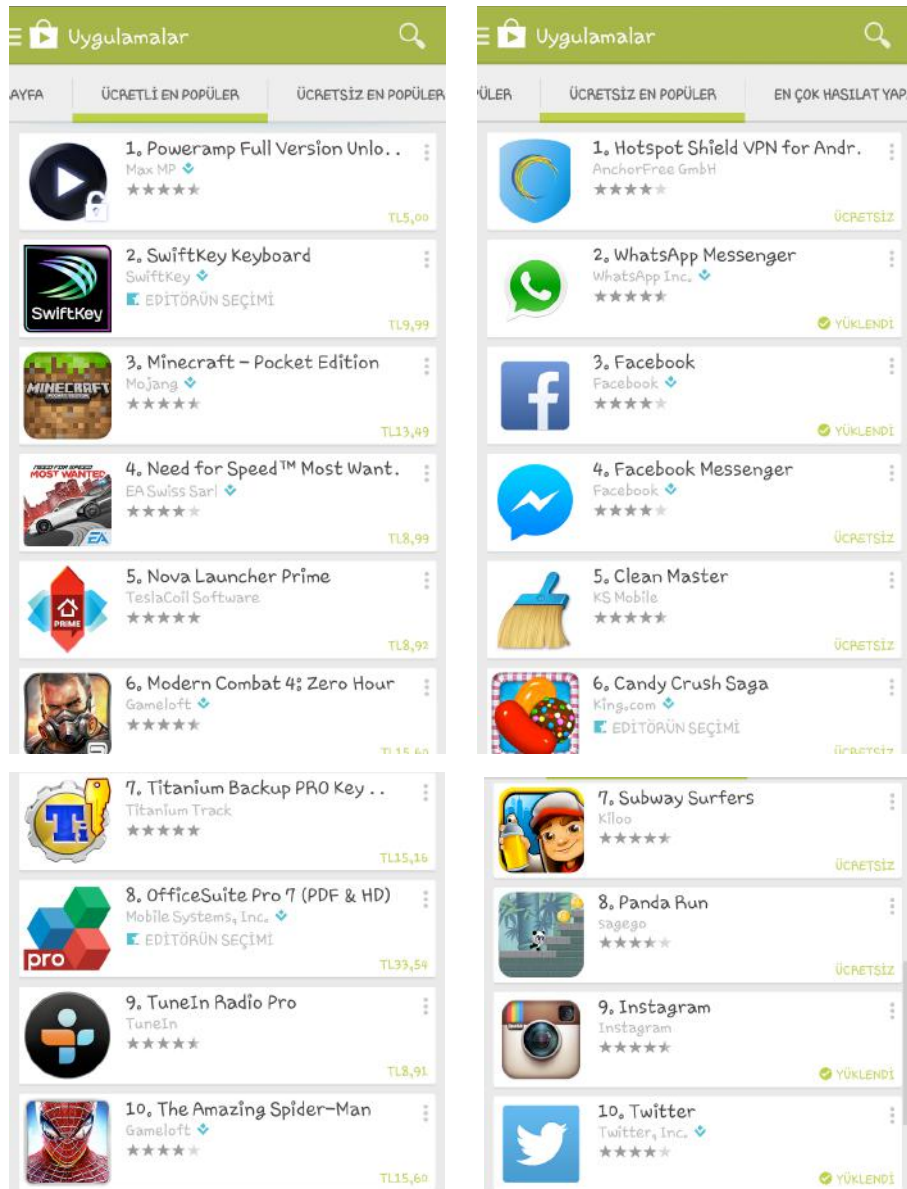 Uygulamalar
AYFA ÜCRETLİ EN POPÜLER ÜCRETSİZ EN POPÜLER
1. Poweramp Full Version Unlo..
Max MP
TL5,00
2. SwiftKey Keyboard
SwiftKey
EDİTÖRÜN SEÇİMİ
SwiftKey
TL9,99
3. Minecraft - Pocket Edition
Mojang
MINECRAFT
POCKET EDITION
TL13,49
4. Need for Speed™ Most Want.
EA Swiss Sarl
NEED FOR SPEED
MOST WANTED
EA
TL8,99
5. Nova Launcher Prime
TeslaCoil Software
PRIME
TL8,92
6. Modern Combat 4: Zero Hour
Gameloft
TL15,60
7. Titanium Backup PRO Key ..
Titanium Track
Ti
TL15,16
8. OfficeSuite Pro 7 (PDF & HD)
Mobile Systems, Inc.
EDİTÖRÜN SEÇİMİ
pro
TL33,54
9. TuneIn Radio Pro
TuneIn
TL8,91
10. The Amazing Spider-Man
Gameloft
TL15,60
Uygulamalar
PÜLER ÜCRETSİZ EN POPÜLER EN ÇOK HASILAT YAP
1. Hotspot Shield VPN for Andr.
AnchorFree GmbH
ÜCRETSİZ
2. WhatsApp Messenger
WhatsApp Inc.
YÜKLENDİ
3. Facebook
Facebook
YÜKLENDİ
4. Facebook Messenger
Facebook
ÜCRETSİZ
5. Clean Master
KS Mobile
ÜCRETSİZ
6. Candy Crush Saga
King.com
EDİTÖRÜN SEÇİMİ
ÜCRETSİZ
7. Subway Surfers
Kiloo
ÜCRETSİZ
8. Panda Run
sagego
ÜCRETSİZ
9. Instagram
Instagram
YÜKLENDİ
10. Twitter
Twitter, Inc.
YÜKLENDİ